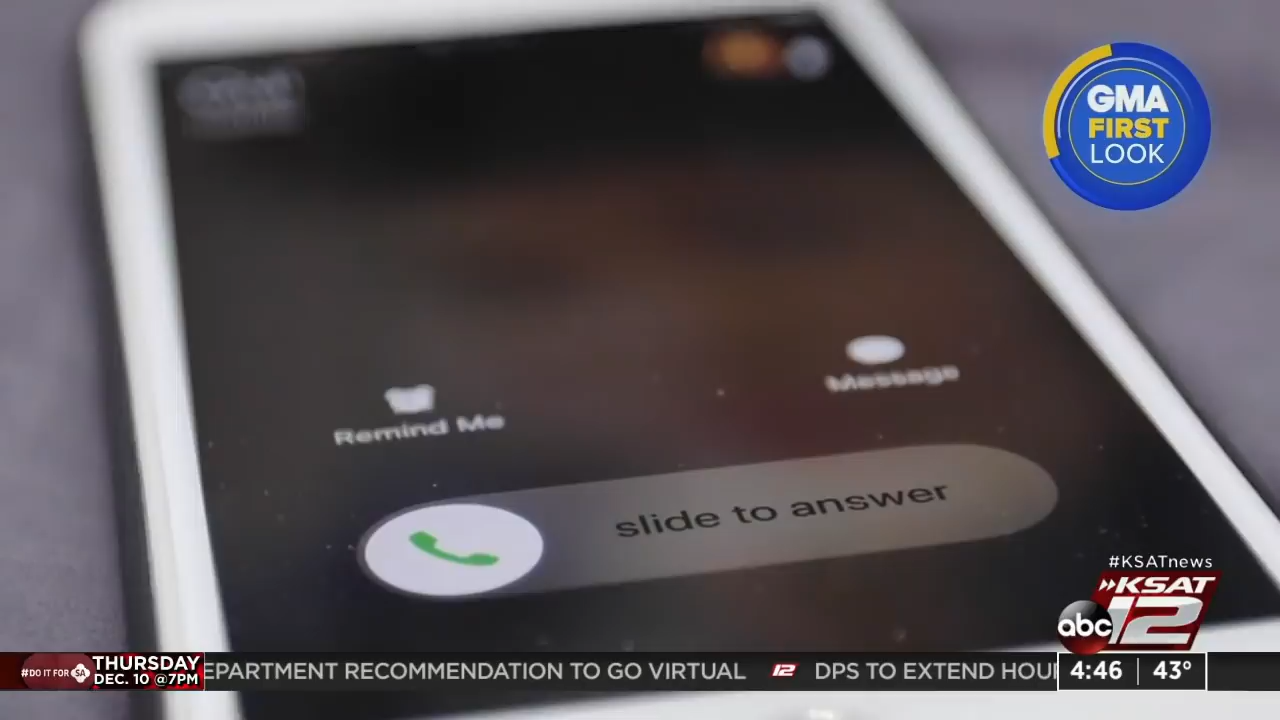 GMA
FIRST
LOOK
Message
Remind Me
slide to answer
#KSATnews
KSAT
abc 12
#DO IT FOR SA
THURSDAY
DEC. 10 @7PM
EPARTMENT RECOMMENDATION TO GO VIRTUAL 12 DPS TO EXTEND HOU
4:46 43°